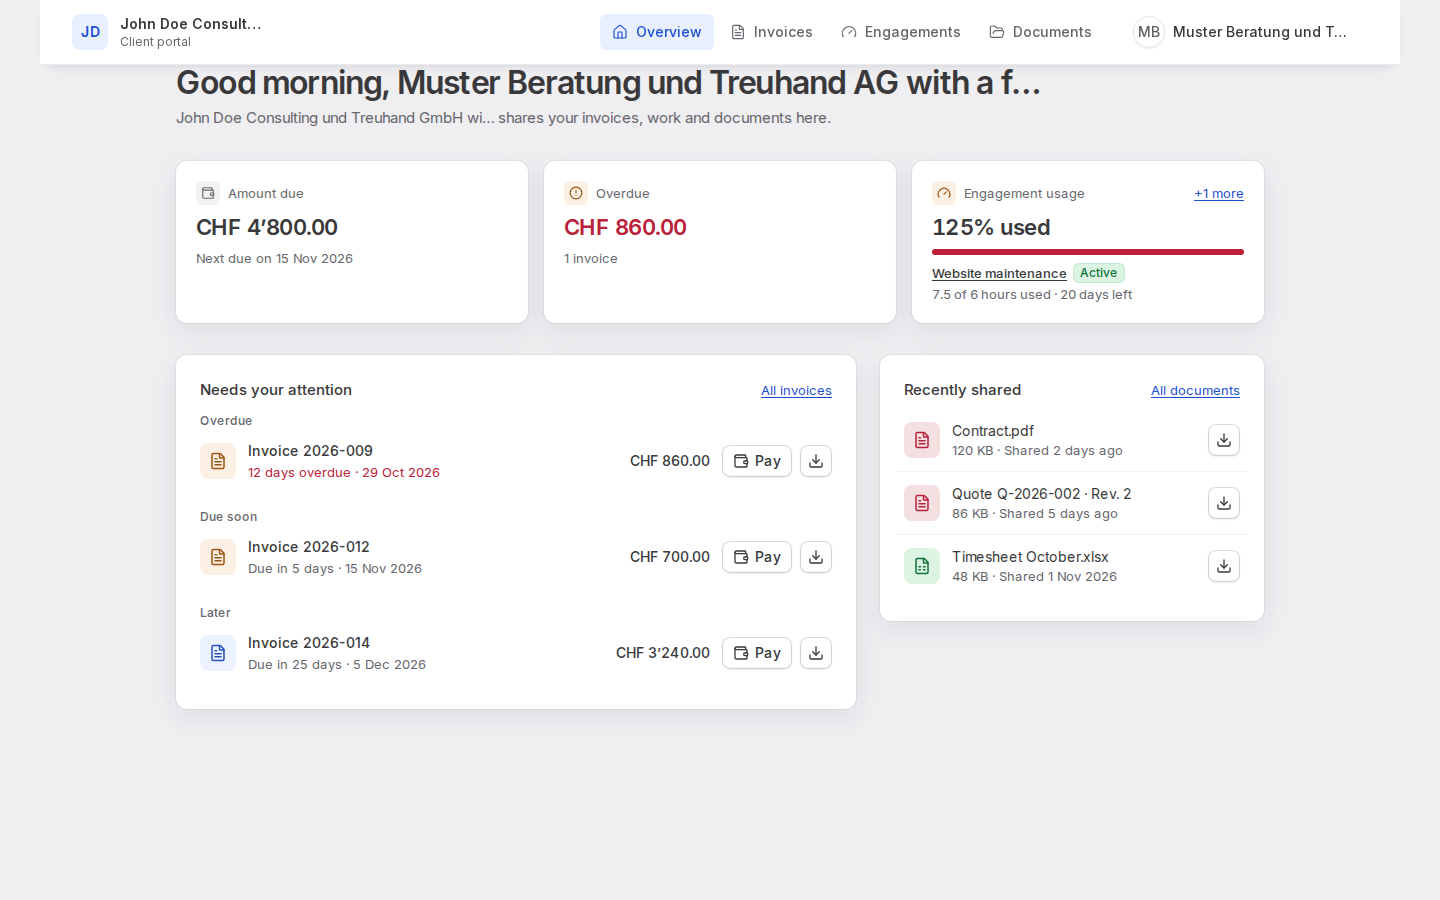 JD
John Doe Consult…
Client portal
Overview
Invoices
Engagements
Documents
MB
Muster Beratung und T…
Good morning, Muster Beratung und Treuhand AG with a f…
John Doe Consulting und Treuhand GmbH wi… shares your invoices, work and documents here.
Amount due
CHF 4’800.00
Next due on 15 Nov 2026
Overdue
CHF 860.00
1 invoice
Engagement usage
+1 more
125% used
Website maintenance
Active
7.5 of 6 hours used · 20 days left
Needs your attention
All invoices
Overdue
Invoice 2026-009
12 days overdue · 29 Oct 2026
CHF 860.00
Pay
Due soon
Invoice 2026-012
Due in 5 days · 15 Nov 2026
CHF 700.00
Pay
Later
Invoice 2026-014
Due in 25 days · 5 Dec 2026
CHF 3’240.00
Pay
Recently shared
All documents
Contract.pdf
120 KB · Shared 2 days ago
Quote Q-2026-002 · Rev. 2
86 KB · Shared 5 days ago
Timesheet October.xlsx
48 KB · Shared 1 Nov 2026